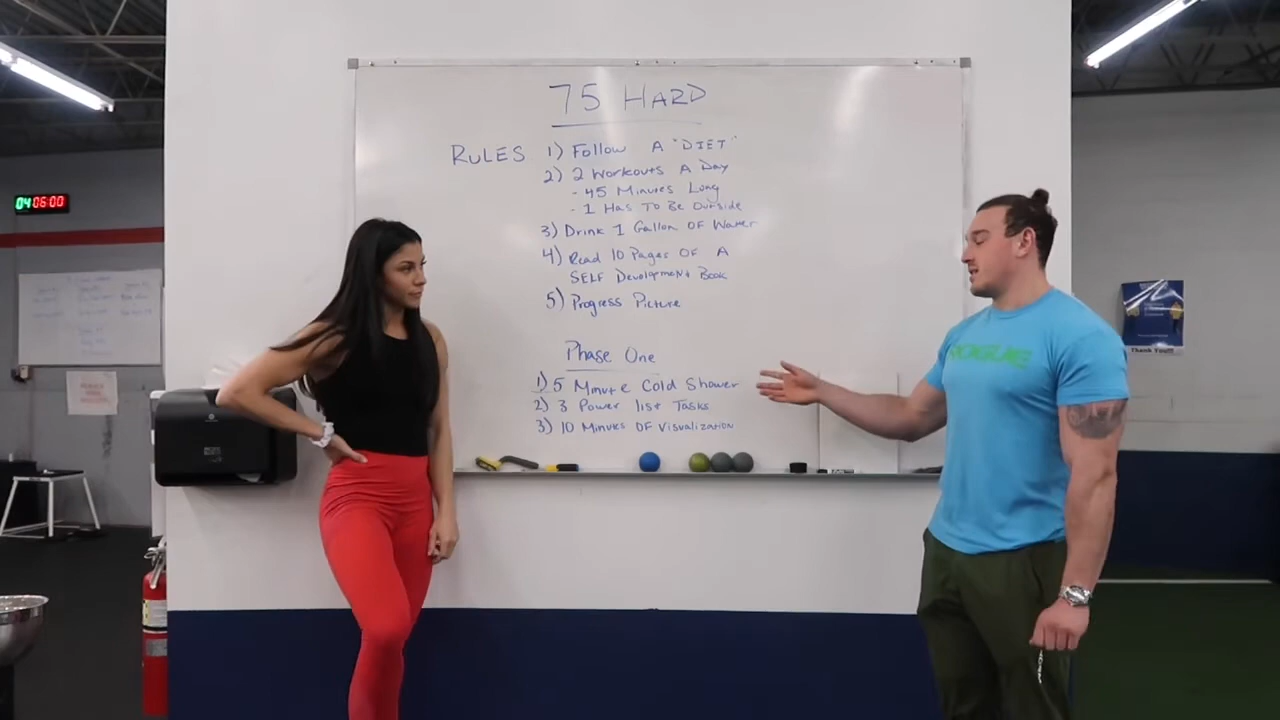 75 HARD
RULES 1) Follow A "DIET"
2) 2 Workouts A Day
- 45 Minutes Long
- 1 Has To Be Outside
3) Drink 1 Gallon OF Water
4) Read 10 Pages OF A
SELF Development Book
5) Progress Picture
Phase One
1) 5 Minute Cold Shower
2) 3 Power list Tasks
3) 10 Minutes OF Visualization
04:06:00
Thank You!!!